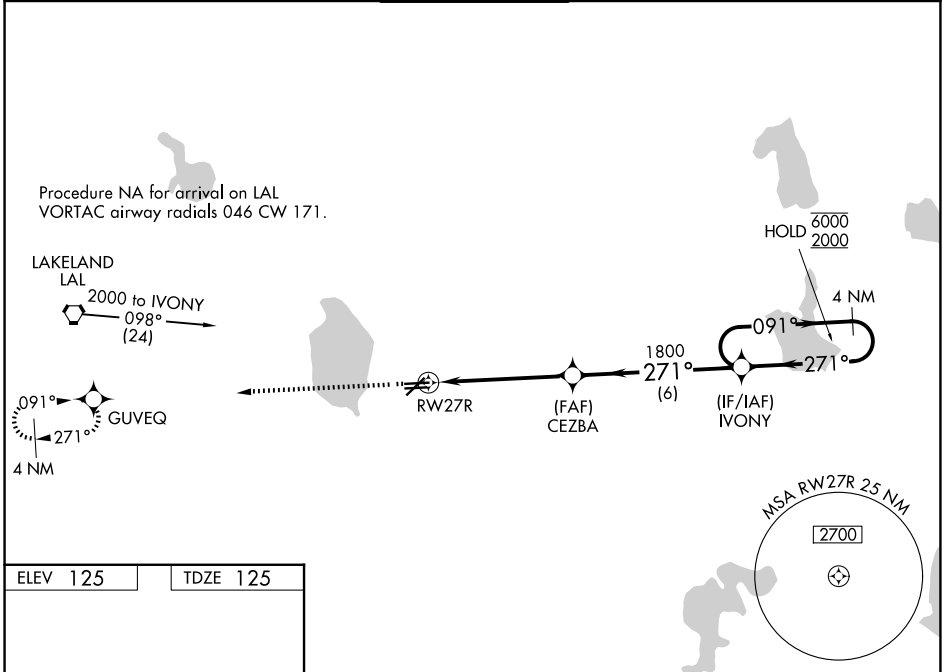 Procedure NA for arrival on LAL
VORTAC airway radials 046 CW 171.
HOLD 6000
2000
LAKELAND
LAL
2000 to IVONY
098°
(24)
4 NM
091°
271°
1800
271°
(6)
RW27R
(FAF)
CEZBA
(IF/IAF)
IVONY
091°
GUVEQ
271°
4 NM
MSA RW27R 25 NM
2700
ELEV 125
TDZE 125